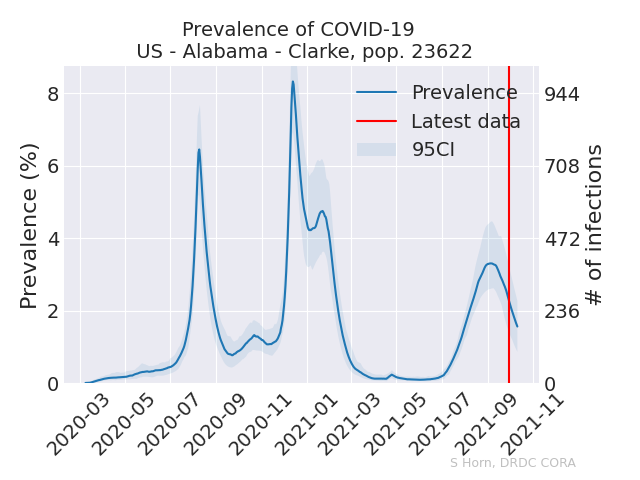 Prevalence of COVID-19
US - Alabama - Clarke, pop. 23622
Prevalence (%)
8
6
4
2
0
Prevalence
Latest data
95CI
944
708
472
236
0
# of infections
2020-03
2020-05
2020-07
2020-09
2020-11
2021-01
2021-03
2021-05
2021-07
2021-09
2021-11
S Horn, DRDC CORA